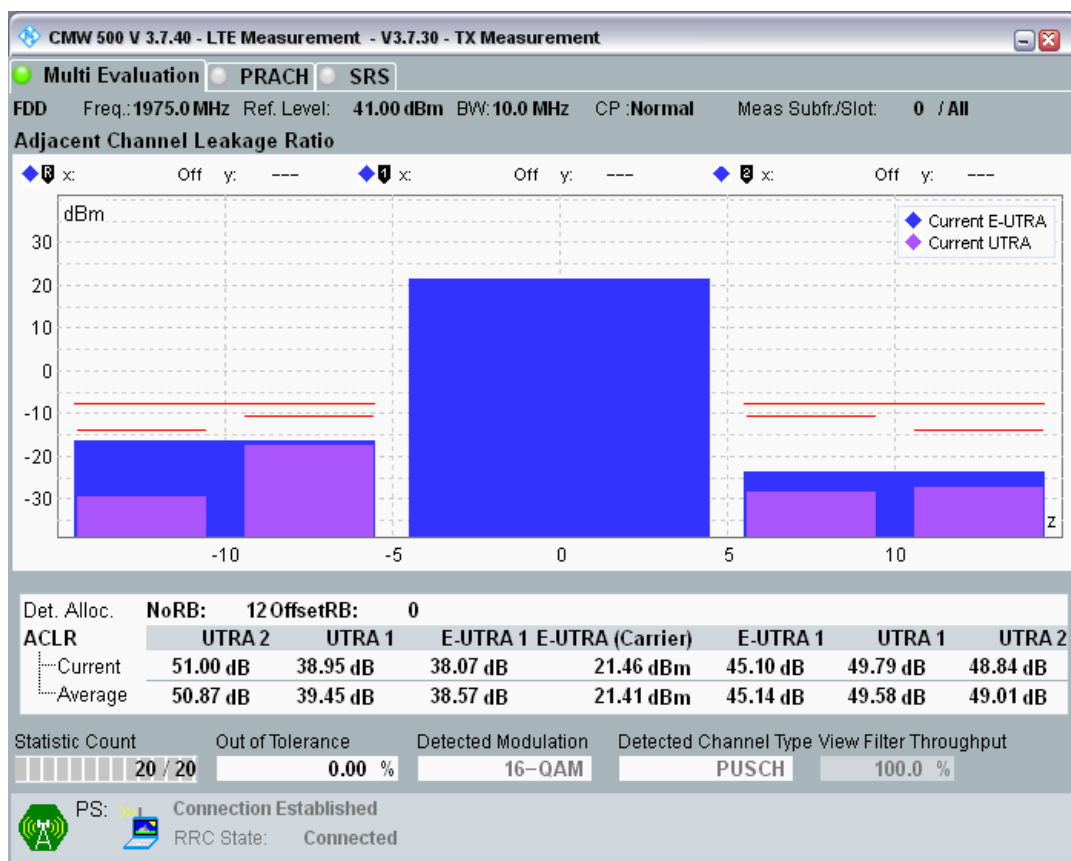 CMW 500 V 3.7.40 - LTE Measurement - V3.7.30 - TX Measurement
Multi Evaluation PRACH SRS
FDD Freq.: 1975.0 MHz Ref. Level: 41.00 dBm BW: 10.0 MHz CP :Normal Meas Subfr./Slot: 0 / All
Adjacent Channel Leakage Ratio
R x: Off y: --- 1 x: Off y: --- 2 x: Off y: ---
dBm
Current E-UTRA
Current UTRA
30
20
10
0
-10
-20
-30
z
-10 -5 0 5 10
Det. Alloc. NoRB: 12 OffsetRB: 0
ACLR UTRA 2 UTRA 1 E-UTRA 1 E-UTRA (Carrier) E-UTRA 1 UTRA 1 UTRA 2
Current 51.00 dB 38.95 dB 38.07 dB 21.46 dBm 45.10 dB 49.79 dB 48.84 dB
Average 50.87 dB 39.45 dB 38.57 dB 21.41 dBm 45.14 dB 49.58 dB 49.01 dB
Statistic Count Out of Tolerance Detected Modulation Detected Channel Type View Filter Throughput
20 / 20 0.00 % 16-QAM PUSCH 100.0 %
PS: Connection Established
RRC State: Connected